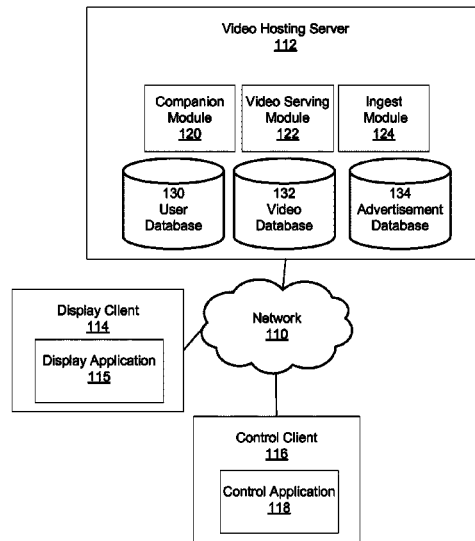 Video Hosting Server
112
Companion
Module
120
Video Serving
Module
122
Ingest
Module
124
130
User
Database
132
Video
Database
134
Advertisement
Database
Display Client
114
Display Application
115
Network
110
Control Client
116
Control Application
118